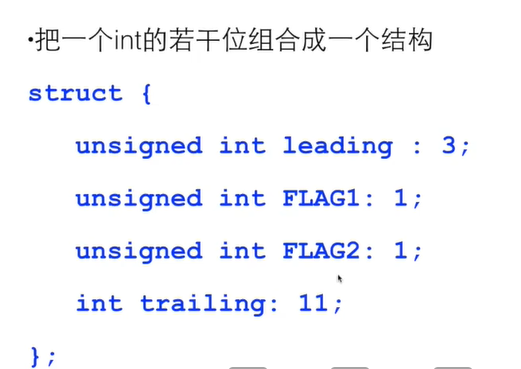 •把一个int的若干位组合成一个结构
struct {
unsigned int leading : 3;
unsigned int FLAG1: 1;
unsigned int FLAG2: 1;
int trailing: 11;
};